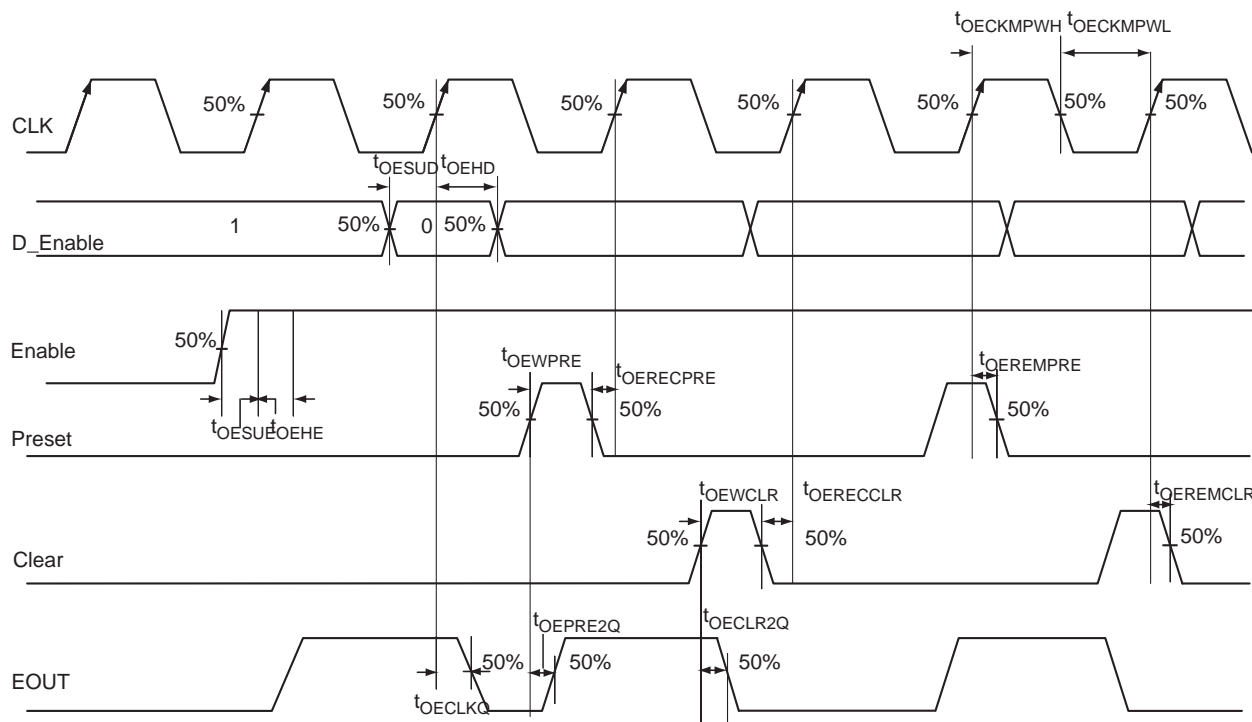 tOECKMPWH tOECKMPWL
50% 50% 50% 50% 50% 50% 50%
CLK
tOESUD tOEHD
1 50% 0 50%
D_Enable
50%
Enable
tOEWPRE tOERECPRE tOEREMPRE
tOESUE tOEHE
50% 50% 50%
Preset
tOEWCLR tOERECCLR tOEREMCLR
50% 50% 50%
Clear
tOEPRE2Q tOECLR2Q
50% 50% 50%
EOUT
tOECLKQ